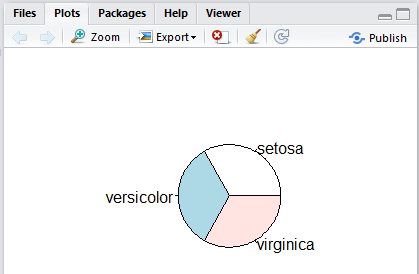 Files Plots Packages Help Viewer
Zoom Export Publish
setosa
versicolor
virginica